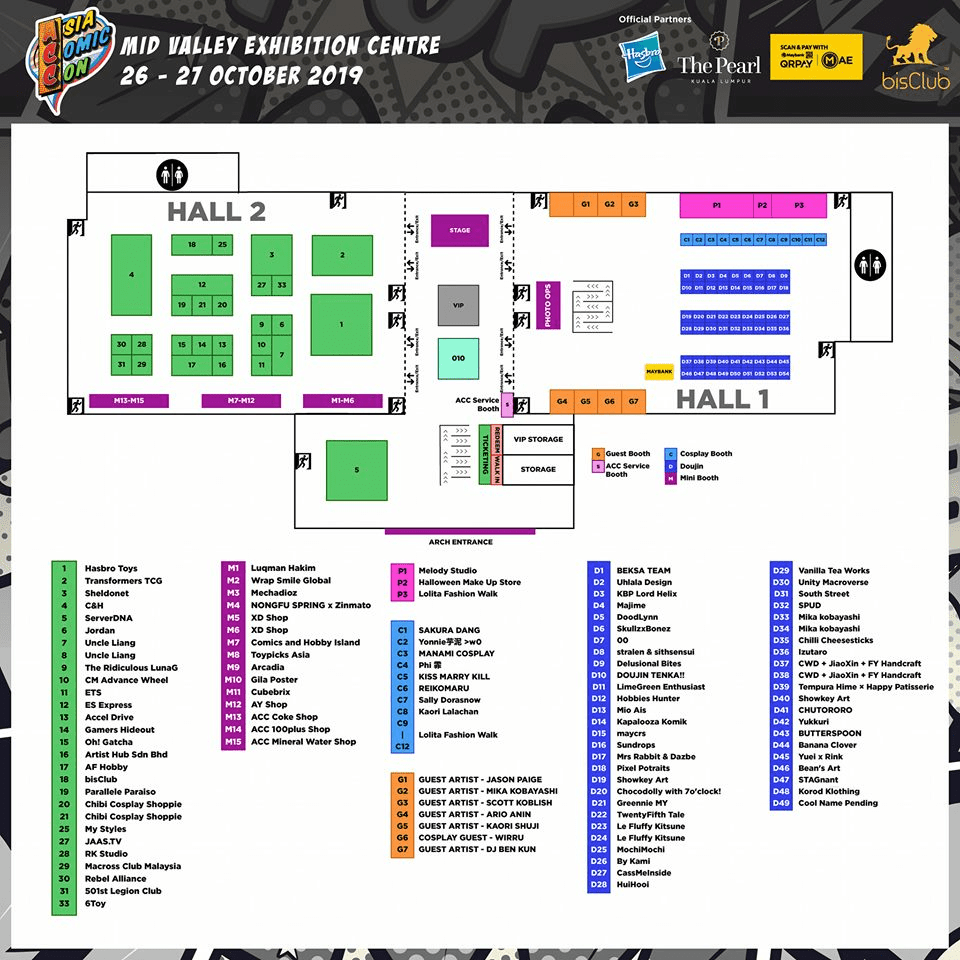 ASIA COMIC CON
MID VALLEY EXHIBITION CENTRE
26 - 27 OCTOBER 2019
Official Partners
Hasbro
The Pearl
KUALA LUMPUR
SCAN & PAY WITH
Maybank
QRPAY
MAE
bisClub™
HALL 2
4
18 25
12
19 21 20
3
27 33
2
1
30 28
31 29
15 14 13
17 16
9 6
10 7
11
M13-M15
M7-M12
M1-M6
STAGE
VIP
010
Entrance/Exit
Entrance/Exit
Entrance/Exit
Entrance/Exit
Entrance/Exit
Entrance/Exit
Entrance/Exit
Entrance/Exit
ACC Service
Booth
S
G1 G2 G3
P1 P2 P3
C1 C2 C3 C4 C5 C6 C7 C8 C9 C10 C11 C12
PHOTO OPS
D1 D2 D3 D4 D5 D6 D7 D8 D9
D10 D11 D12 D13 D14 D15 D16 D17 D18
D19 D20 D21 D22 D23 D24 D25 D26 D27
D28 D29 D30 D31 D32 D33 D34 D35 D36
D37 D38 D39 D40 D41 D42 D43 D44 D45
D46 D47 D48 D49 D50 D51 D52 D53 D54
MAYBANK
G4 G5 G6 G7
HALL 1
5
TICKETING
REDEEM
WALK IN
VIP STORAGE
STORAGE
ARCH ENTRANCE
G Guest Booth
S ACC Service
Booth
C Cosplay Booth
D Doujin
M Mini Booth
1 Hasbro Toys
2 Transformers TCG
3 Sheldonet
4 C&H
5 ServerDNA
6 Jordan
7 Uncle Liang
8 Uncle Liang
9 The Ridiculous LunaG
10 CM Advance Wheel
11 ETS
12 ES Express
13 Accel Drive
14 Gamers Hideout
15 Oh! Gatcha
16 Artist Hub Sdn Bhd
17 AF Hobby
18 bisClub
19 Parallele Paraiso
20 Chibi Cosplay Shoppie
21 Chibi Cosplay Shoppie
25 My Styles
27 JAAS.TV
28 RK Studio
29 Macross Club Malaysia
30 Rebel Alliance
31 501st Legion Club
33 6Toy
M1 Luqman Hakim
M2 Wrap Smile Global
M3 Mechadioz
M4 NONGFU SPRING x Zinmato
M5 XD Shop
M6 XD Shop
M7 Comics and Hobby Island
M8 Toypicks Asia
M9 Arcadia
M10 Gila Poster
M11 Cubebrix
M12 AY Shop
M13 ACC Coke Shop
M14 ACC 100plus Shop
M15 ACC Mineral Water Shop
P1 Melody Studio
P2 Halloween Make Up Store
P3 Lolita Fashion Walk
C1 SAKURA DANG
C2 Yonnie芋泥 >w0
C3 MANAMI COSPLAY
C4 Phi 霏
C5 KISS MARRY KILL
C6 REIKOMARU
C7 Sally Dorasnow
C8 Kaori Lalachan
C9
| Lolita Fashion Walk
C12
G1 GUEST ARTIST - JASON PAIGE
G2 GUEST ARTIST - MIKA KOBAYASHI
G3 GUEST ARTIST - SCOTT KOBLISH
G4 GUEST ARTIST - ARIO ANIN
G5 GUEST ARTIST - KAORI SHUJI
G6 COSPLAY GUEST - WIRRU
G7 GUEST ARTIST - DJ BEN KUN
D1 BEKSA TEAM
D2 Uhlala Design
D3 KBP Lord Helix
D4 Majime
D5 DoodLynn
D6 SkullzxBonez
D7 00
D8 stralen & sithsensui
D9 Delusional Bites
D10 DOUJIN TENKA!!
D11 LimeGreen Enthusiast
D12 Hobbies Hunter
D13 Mio Ais
D14 Kapalooza Komik
D15 maycrs
D16 Sundrops
D17 Mrs Rabbit & Dazbe
D18 Pixel Potraits
D19 Showkey Art
D20 Chocodolly with 7o'clock!
D21 Greennie MY
D22 TwentyFifth Tale
D23 Le Fluffy Kitsune
D24 Le Fluffy Kitsune
D25 MochiMochi
D26 By Kami
D27 CassMeInside
D28 HuiHooi
D29 Vanilla Tea Works
D30 Unity Macroverse
D31 South Street
D32 SPUD
D33 Mika kobayashi
D34 Mika kobayashi
D35 Chilli Cheesesticks
D36 Izutaro
D37 CWD + JiaoXin + FY Handcraft
D38 CWD + JiaoXin + FY Handcraft
D39 Tempura Hime × Happy Patisserie
D40 Showkey Art
D41 CHUTORORO
D42 Yukkuri
D43 BUTTERSPOON
D44 Banana Clover
D45 Yuei x Rink
D46 Bean's Art
D47 STAGnant
D48 Korod Klothing
D49 Cool Name Pending